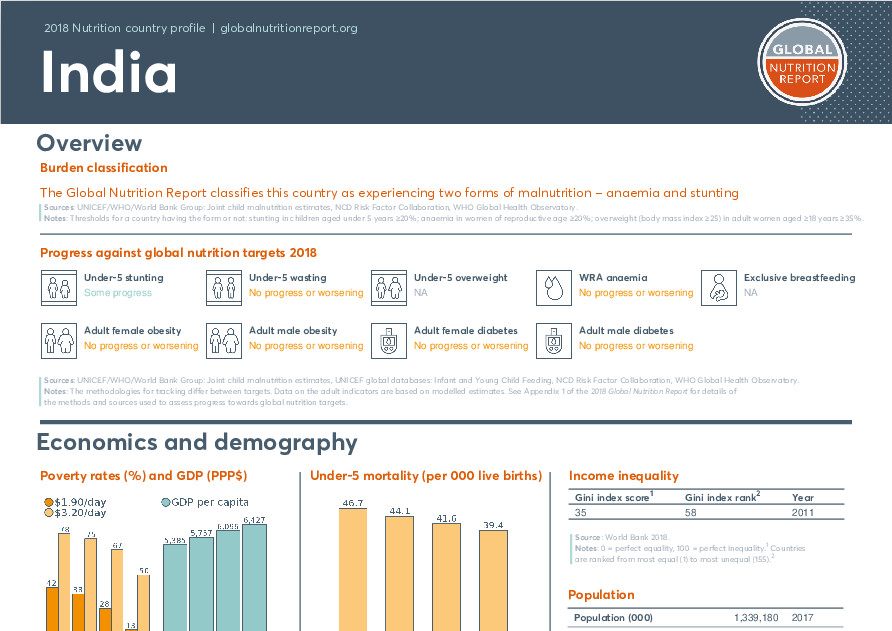 2018 Nutrition country profile | globalnutritionreport.org
India
GLOBAL
NUTRITION
REPORT
Overview
Burden classification
The Global Nutrition Report classifies this country as experiencing two forms of malnutrition – anaemia and stunting
Sources: UNICEF/WHO/World Bank Group: Joint child malnutrition estimates, NCD Risk Factor Collaboration, WHO Global Health Observatory.
Notes: Thresholds for a country having the form or not: stunting in children aged under 5 years ≥20%; anaemia in women of reproductive age ≥20%; overweight (body mass index ≥25) in adult women aged ≥18 years ≥35%.
Progress against global nutrition targets 2018
Under-5 stunting
Some progress
Under-5 wasting
No progress or worsening
Under-5 overweight
NA
WRA anaemia
No progress or worsening
Exclusive breastfeeding
NA
Adult female obesity
No progress or worsening
Adult male obesity
No progress or worsening
Adult female diabetes
No progress or worsening
Adult male diabetes
No progress or worsening
Sources: UNICEF/WHO/World Bank Group: Joint child malnutrition estimates, UNICEF global databases: Infant and Young Child Feeding, NCD Risk Factor Collaboration, WHO Global Health Observatory.
Notes: The methodologies for tracking differ between targets. Data on the adult indicators are based on modelled estimates. See Appendix 1 of the 2018 Global Nutrition Report for details of
the methods and sources used to assess progress towards global nutrition targets.
Economics and demography
Poverty rates (%) and GDP (PPP$)
$1.90/day
$3.20/day
GDP per capita
42
78
33
75
28
67
13
50
5,385
5,757
6,096
6,427
Under-5 mortality (per 000 live births)
46.7
44.1
41.6
39.4
Income inequality
Gini index score1 Gini index rank2 Year
35 58 2011
Source: World Bank 2018.
Notes: 0 = perfect equality, 100 = perfect inequality.1 Countries
are ranked from most equal (1) to most unequal (155).2
Population
Population (000) 1,339,180 2017